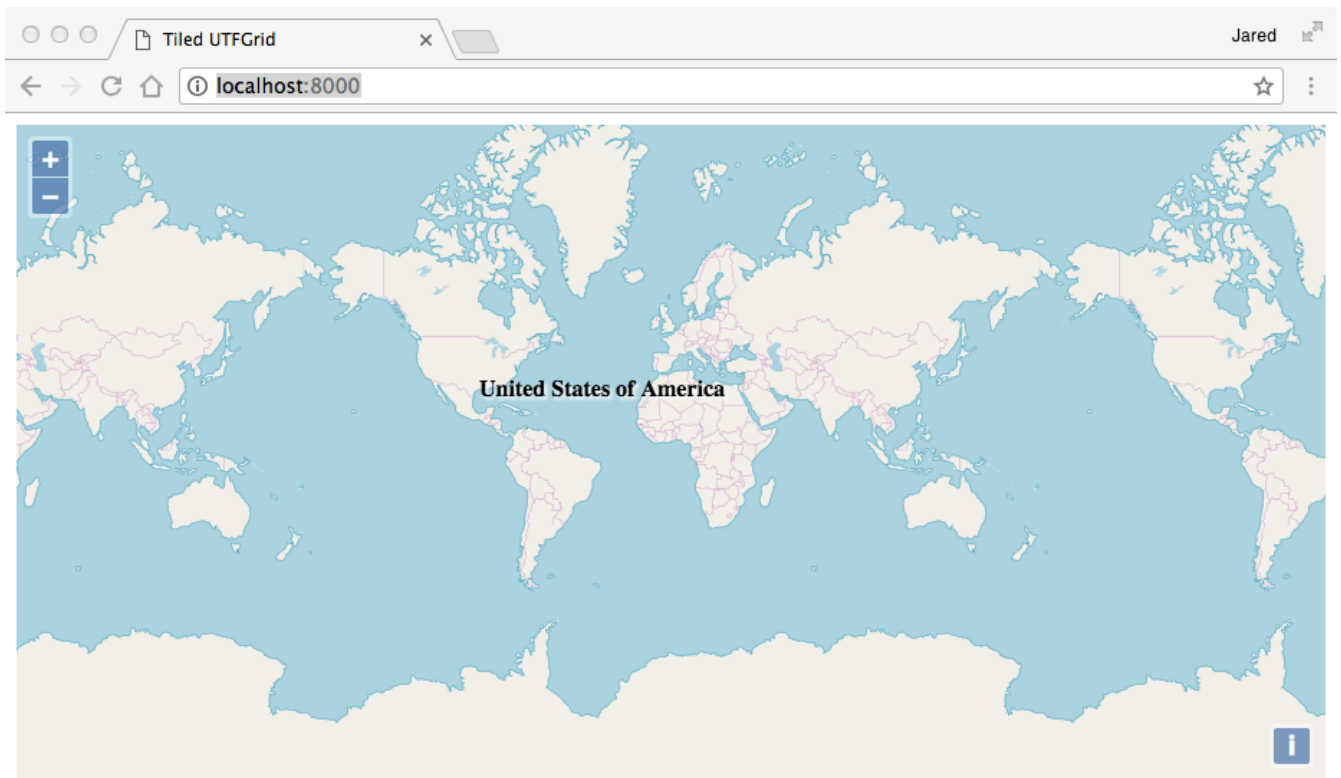 Tiled UTFGrid
Jared
localhost:8000
+
−
United States of America
i